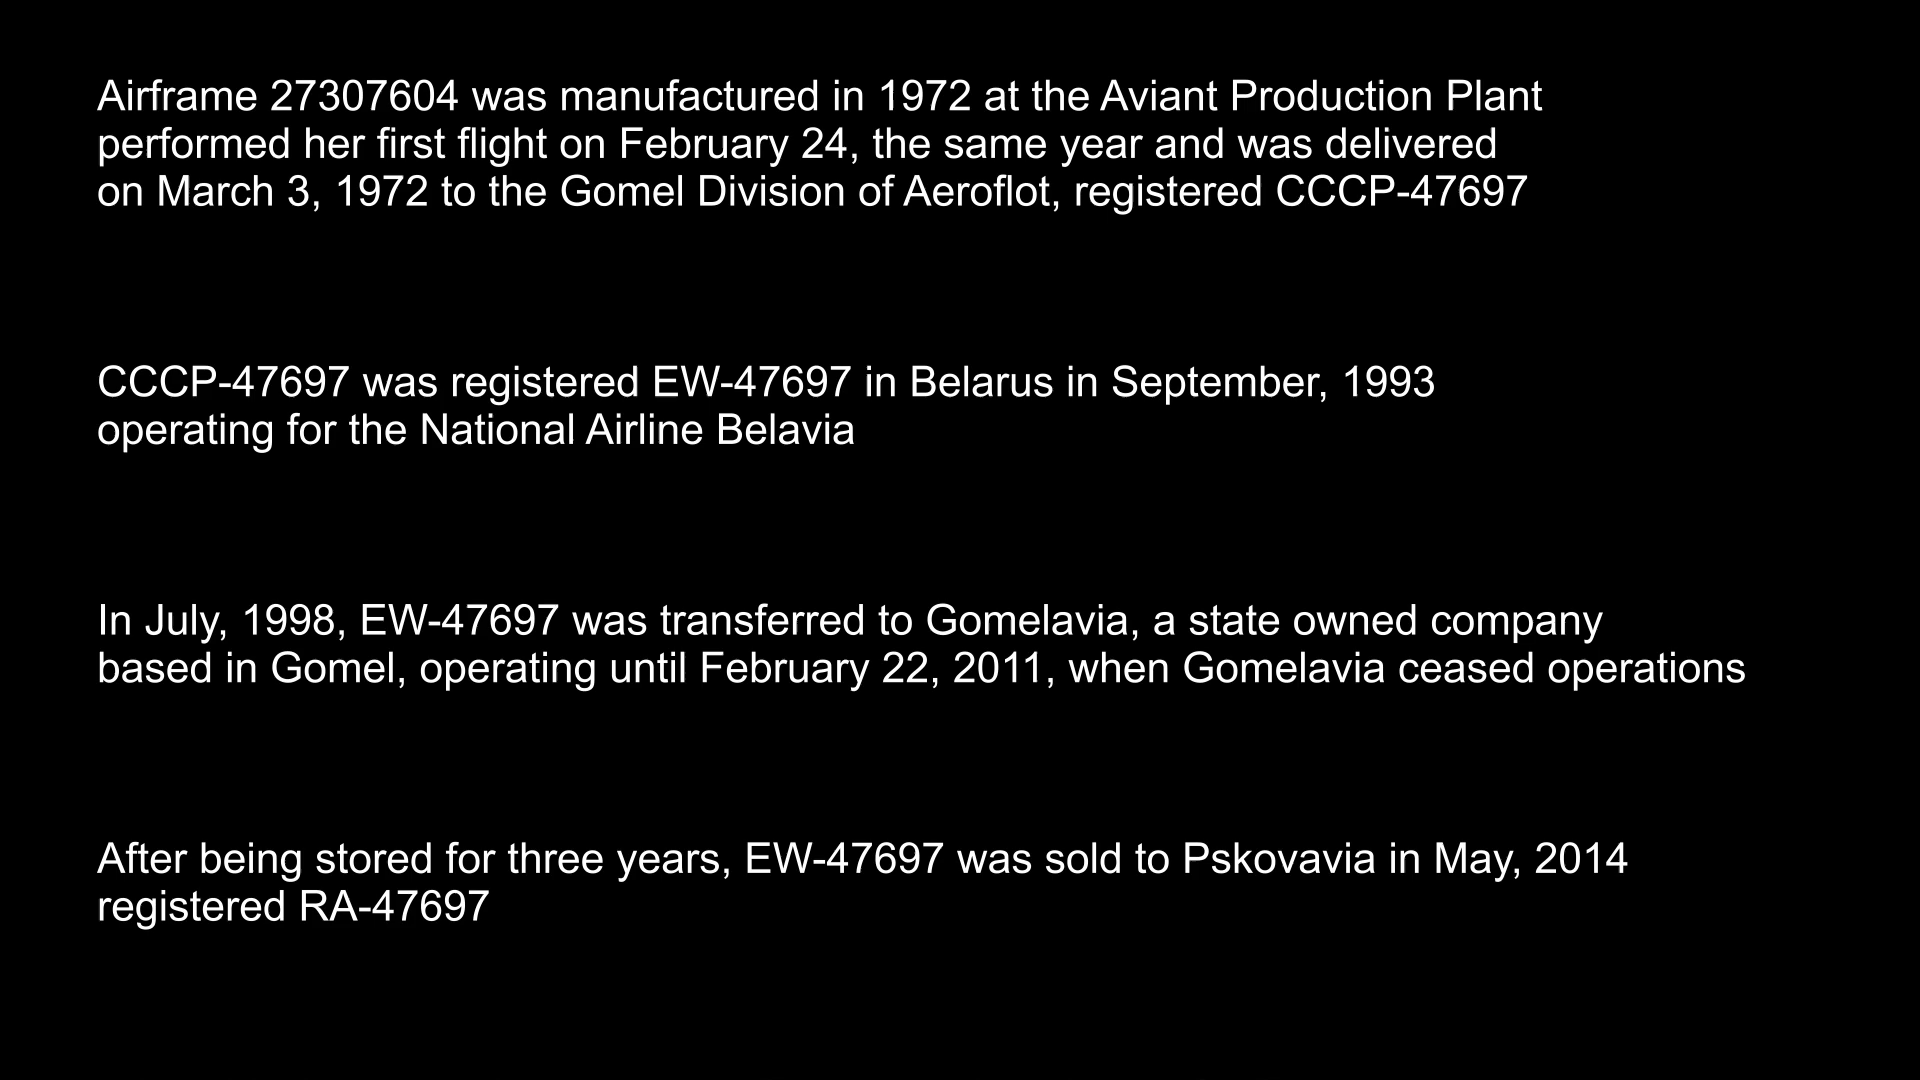 Airframe 27307604 was manufactured in 1972 at the Aviant Production Plant
performed her first flight on February 24, the same year and was delivered
on March 3, 1972 to the Gomel Division of Aeroflot, registered CCCP-47697
CCCP-47697 was registered EW-47697 in Belarus in September, 1993
operating for the National Airline Belavia
In July, 1998, EW-47697 was transferred to Gomelavia, a state owned company
based in Gomel, operating until February 22, 2011, when Gomelavia ceased operations
After being stored for three years, EW-47697 was sold to Pskovavia in May, 2014
registered RA-47697